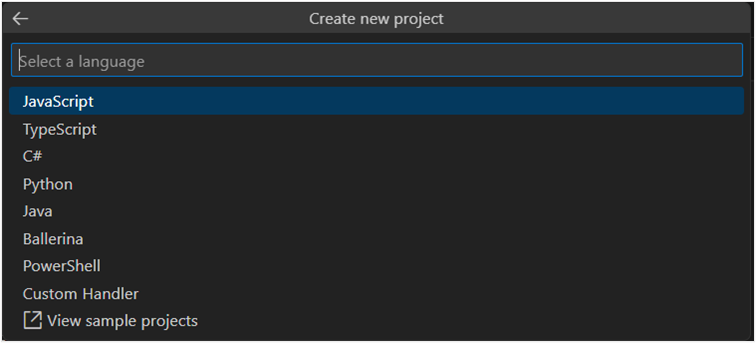 Create new project
Select a language
JavaScript
TypeScript
C#
Python
Java
Ballerina
PowerShell
Custom Handler
View sample projects